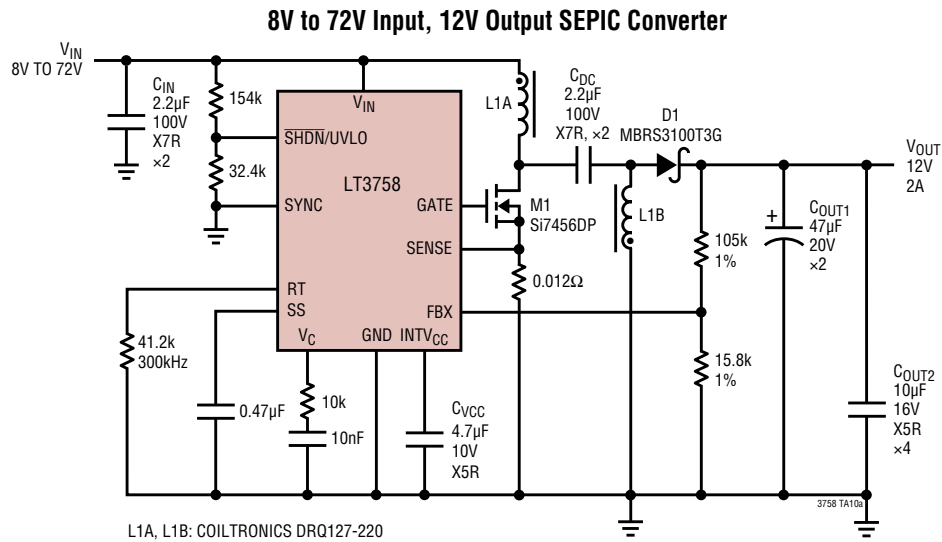 8V to 72V Input, 12V Output SEPIC Converter
VIN
8V TO 72V
CIN
2.2µF
100V
X7R
×2
154k
32.4k
VIN
SHDN/UVLO
LT3758
SYNC
GATE
SENSE
RT
SS
FBX
VC
GND
INTVCC
L1A
CDC
2.2µF
100V
X7R, ×2
D1
MBRS3100T3G
VOUT
12V
2A
M1
Si7456DP
L1B
0.012Ω
105k
1%
15.8k
1%
+
COUT1
47µF
20V
×2
COUT2
10µF
16V
X5R
×4
41.2k
300kHz
0.47µF
10k
10nF
CVCC
4.7µF
10V
X5R
3758 TA10a
L1A, L1B: COILTRONICS DRQ127-220